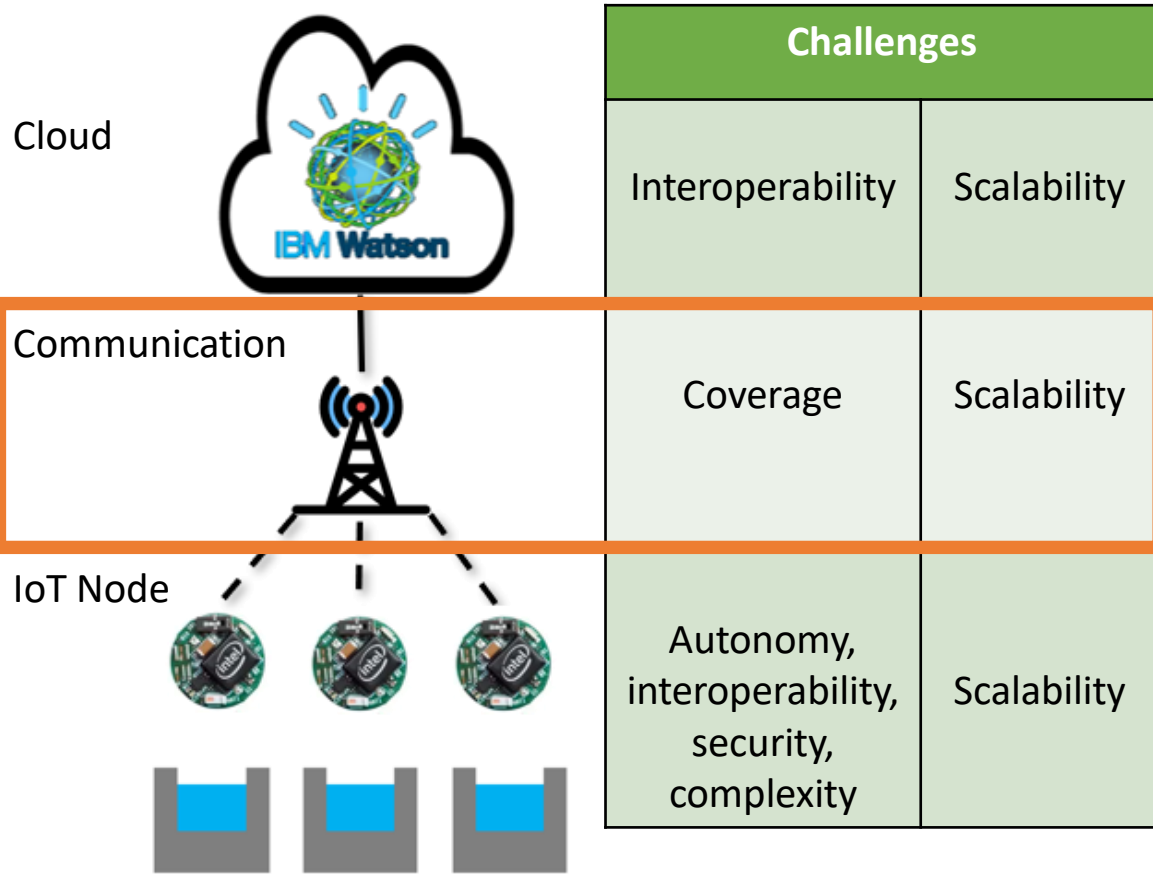 Challenges
Cloud
Interoperability
Scalability
IBM Watson
Communication
Coverage
Scalability
IoT Node
Autonomy,
interoperability,
security,
complexity
Scalability
intel
intel
intel